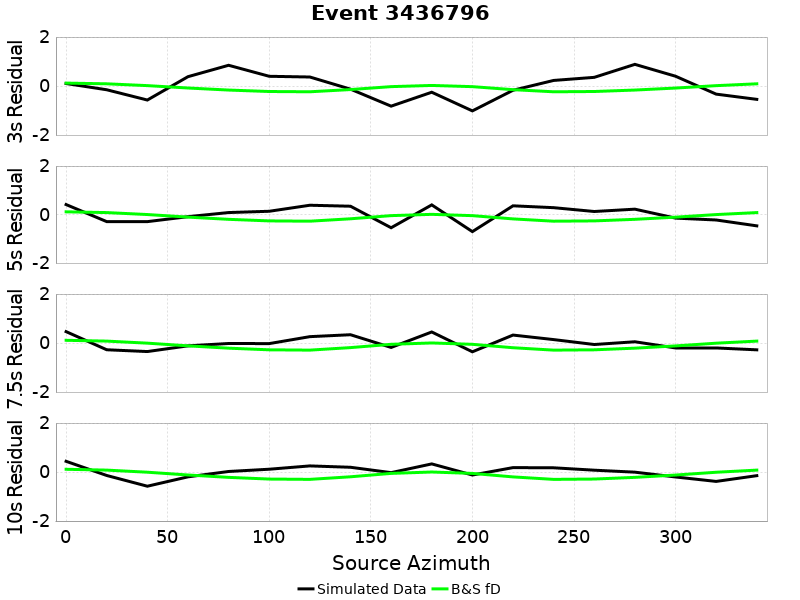 Event 3436796
3s Residual
2
0
-2
5s Residual
2
0
-2
7.5s Residual
2
0
-2
10s Residual
2
0
-2
0 50 100 150 200 250 300
Source Azimuth
Simulated Data B&S fD